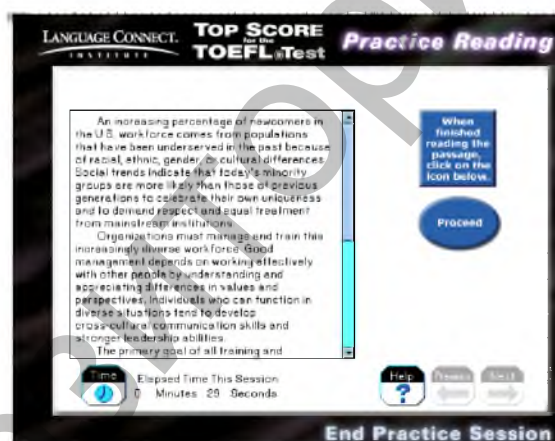 LANGUAGE CONNECT.
INSTITUTE
TOP SCORE
for the
TOEFL®Test
Practice Reading
An increasing percentage of newcomers in
the U.S. workforce comes from populations
that have been underserved in the past because
of racial, ethnic, gender, or cultural differences.
Social trends indicate that today's minority
groups are more likely than those of previous
generations to celebrate their own uniqueness
and to demand respect and equal treatment
from mainstream institutions.
Organizations must manage and train this
increasingly diverse workforce. Good
management depends on working effectively
with other people by understanding and
appreciating differences in values and
perspectives. Individuals who can function in
diverse situations tend to develop
cross-cultural communication skills and
stronger leadership abilities.
The primary goal of all training and
When
finished
reading the
passage,
click on the
icon below.
Proceed
Time
Elapsed Time This Session
0 Minutes 29 Seconds
Help
?
Next
End Practice Session